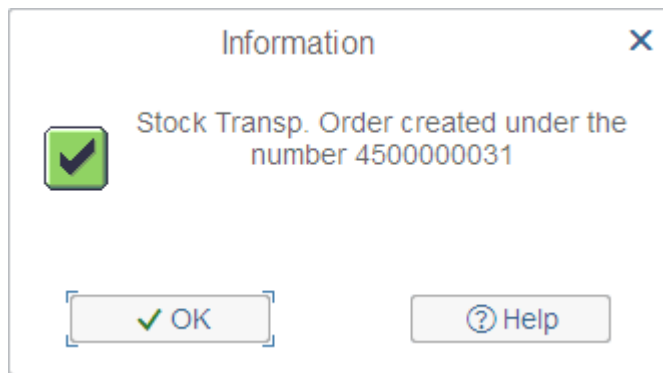 Information
Stock Transp. Order created under the
number 4500000031
OK
Help